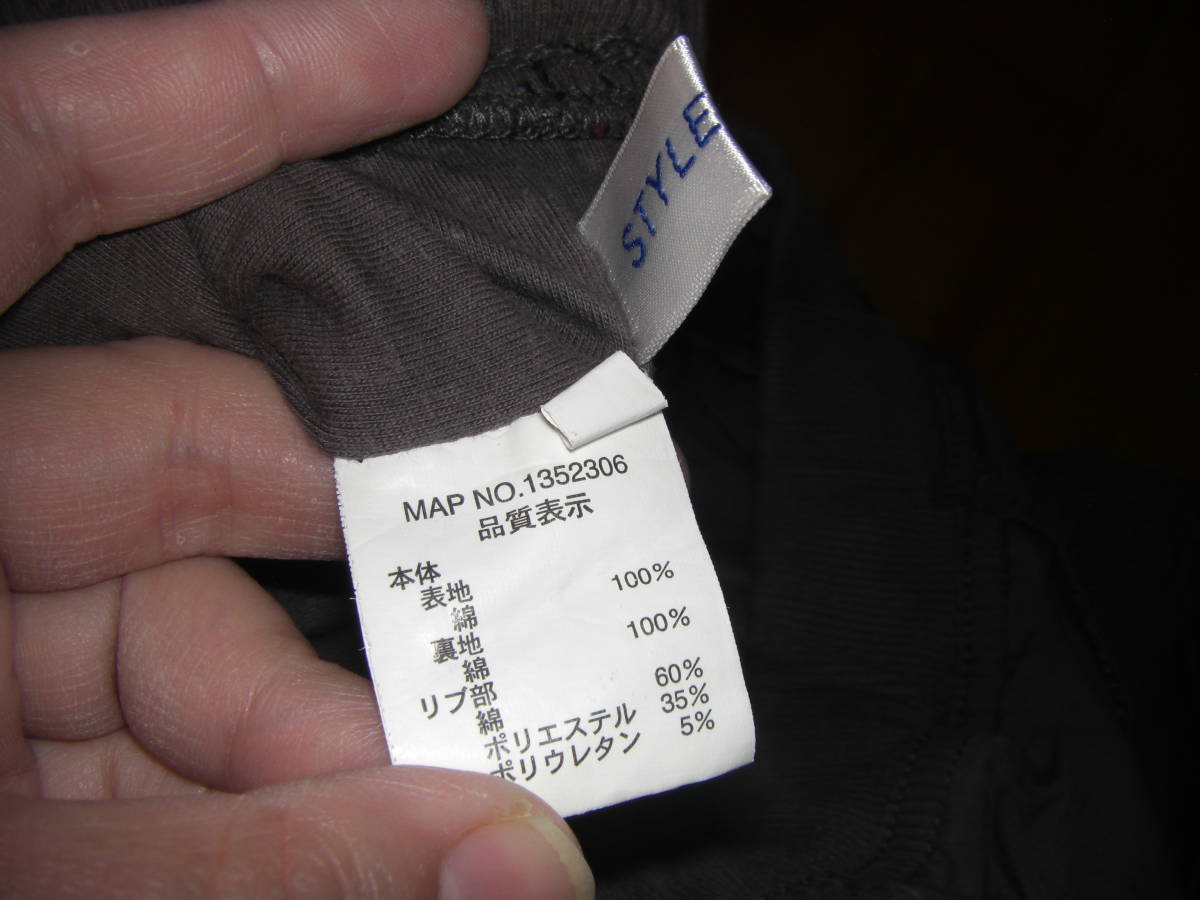 STYLE
MAP NO.1352306
品質表示
本体
表地
綿 100%
裏地
綿 100%
リブ部
綿 60%
ポリエステル 35%
ポリウレタン 5%